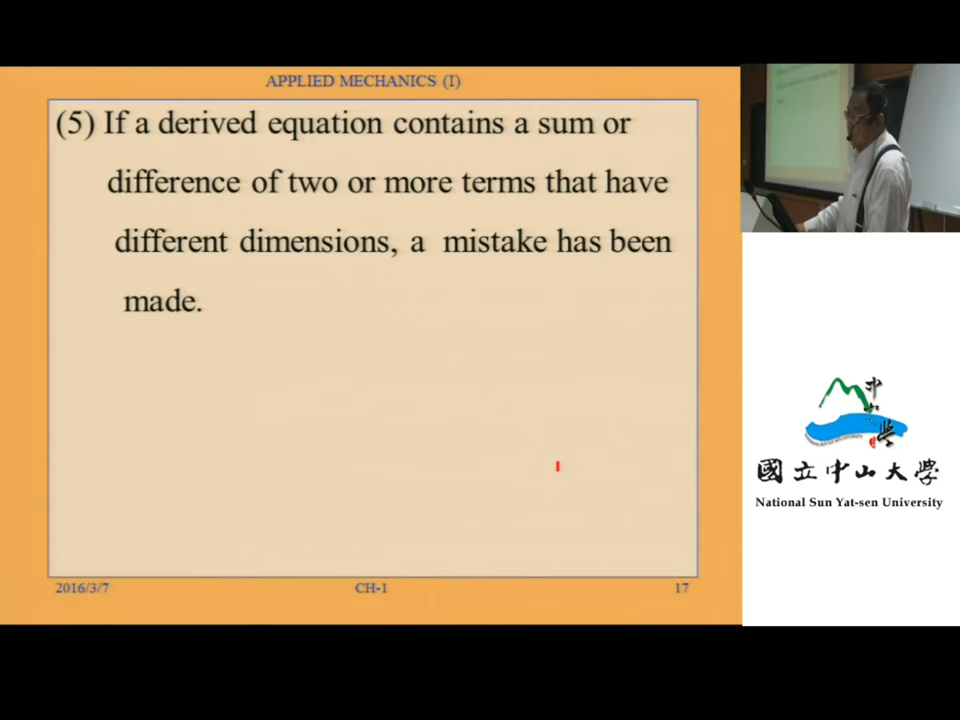 APPLIED MECHANICS (I)
(5) If a derived equation contains a sum or
difference of two or more terms that have
different dimensions, a mistake has been
made.
2016/3/7 CH-1 17
國立中山大學
National Sun Yat-sen University